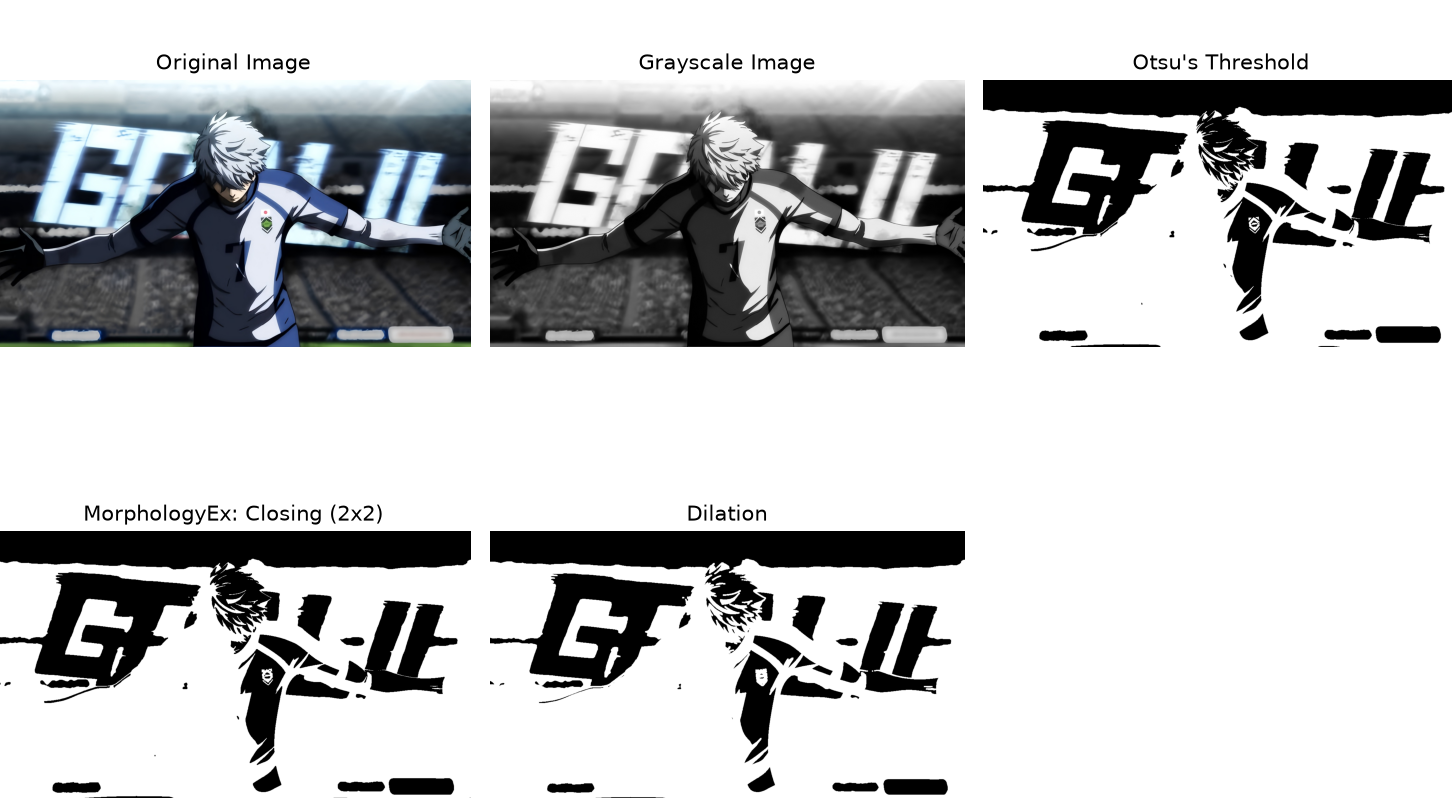 Original Image
Grayscale Image
Otsu's Threshold
MorphologyEx: Closing (2x2)
Dilation